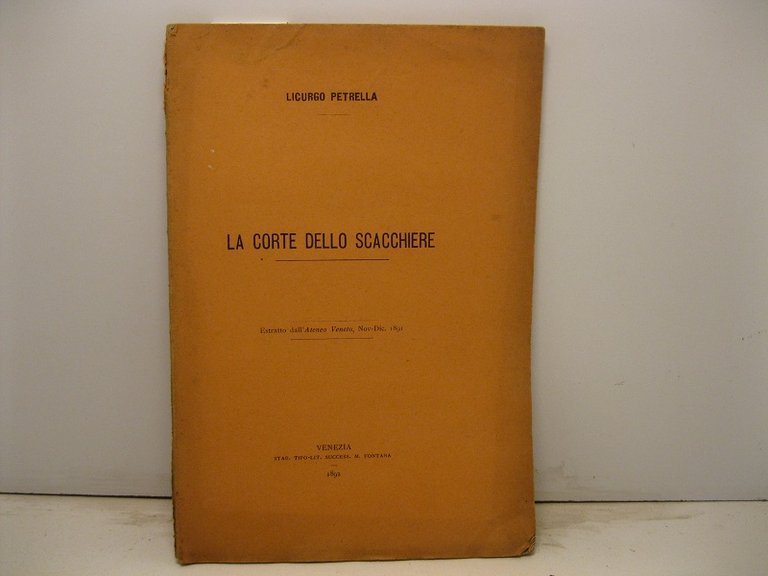 LICURGO PETRELLA
LA CORTE DELLO SCACCHIERE
Estratto dall'Ateneo Veneto, Nov-Dic. 1891
VENEZIA
STAB. TIPO-LIT. SUCCESS. M. FONTANA
1892